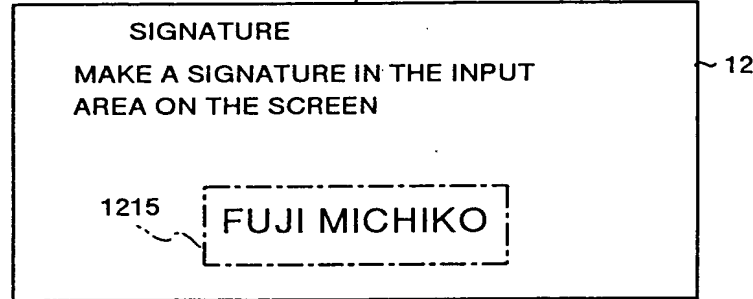 SIGNATURE
MAKE A SIGNATURE IN THE INPUT
AREA ON THE SCREEN
12
1215
FUJI MICHIKO